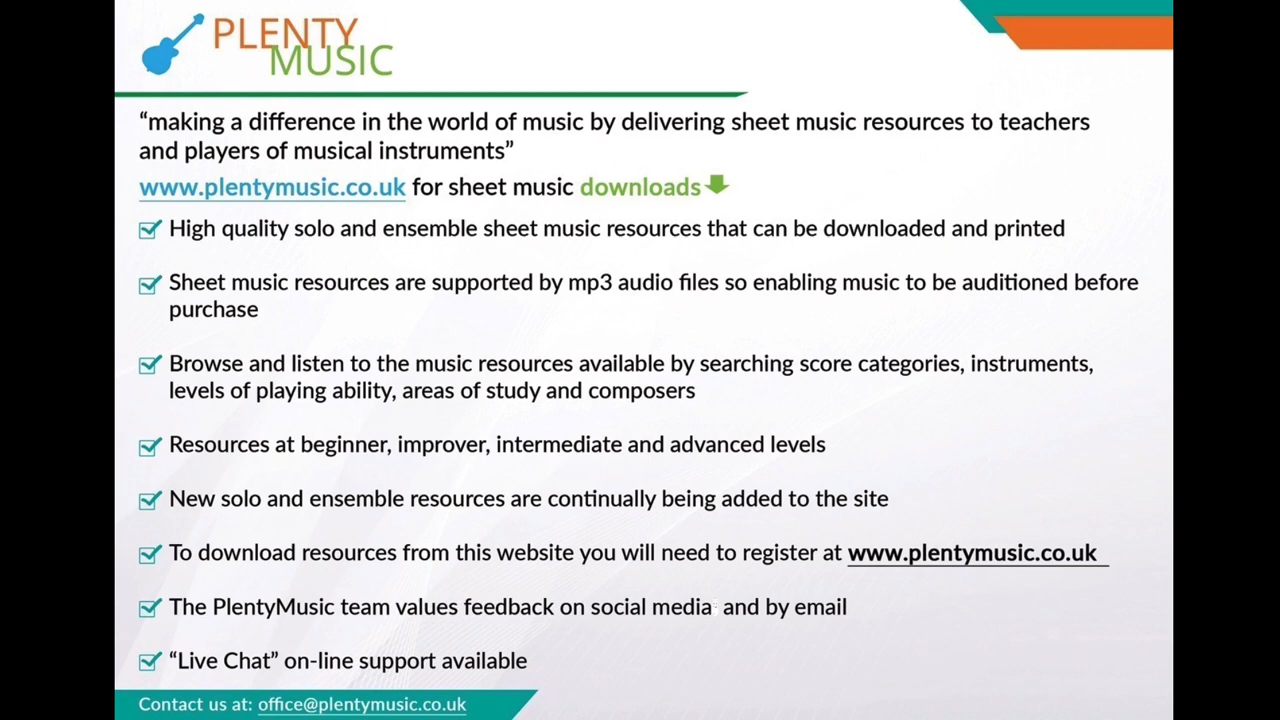 PLENTY
MUSIC
“making a difference in the world of music by delivering sheet music resources to teachers
and players of musical instruments”
www.plentymusic.co.uk for sheet music downloads
High quality solo and ensemble sheet music resources that can be downloaded and printed
Sheet music resources are supported by mp3 audio files so enabling music to be auditioned before
purchase
Browse and listen to the music resources available by searching score categories, instruments,
levels of playing ability, areas of study and composers
Resources at beginner, improver, intermediate and advanced levels
New solo and ensemble resources are continually being added to the site
To download resources from this website you will need to register at www.plentymusic.co.uk
The PlentyMusic team values feedback on social media and by email
“Live Chat” on-line support available
Contact us at: office@plentymusic.co.uk